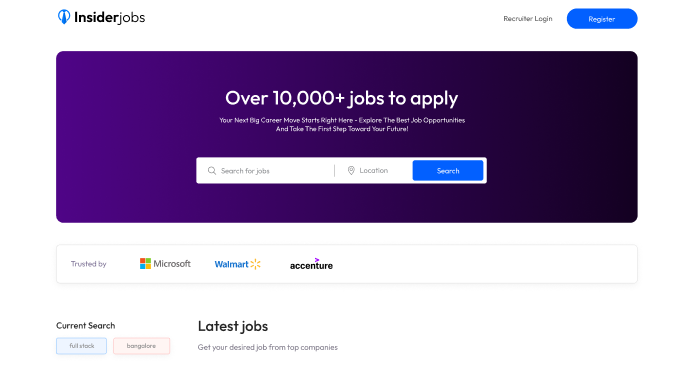 Insiderjobs
Recruiter Login
Register
Over 10,000+ jobs to apply
Your Next Big Career Move Starts Right Here - Explore The Best Job Opportunities
And Take The First Step Toward Your Future!
Search for jobs
Location
Search
Trusted by
Microsoft
Walmart
accenture
Current Search
full stack
bangalore
Latest jobs
Get your desired job from top companies